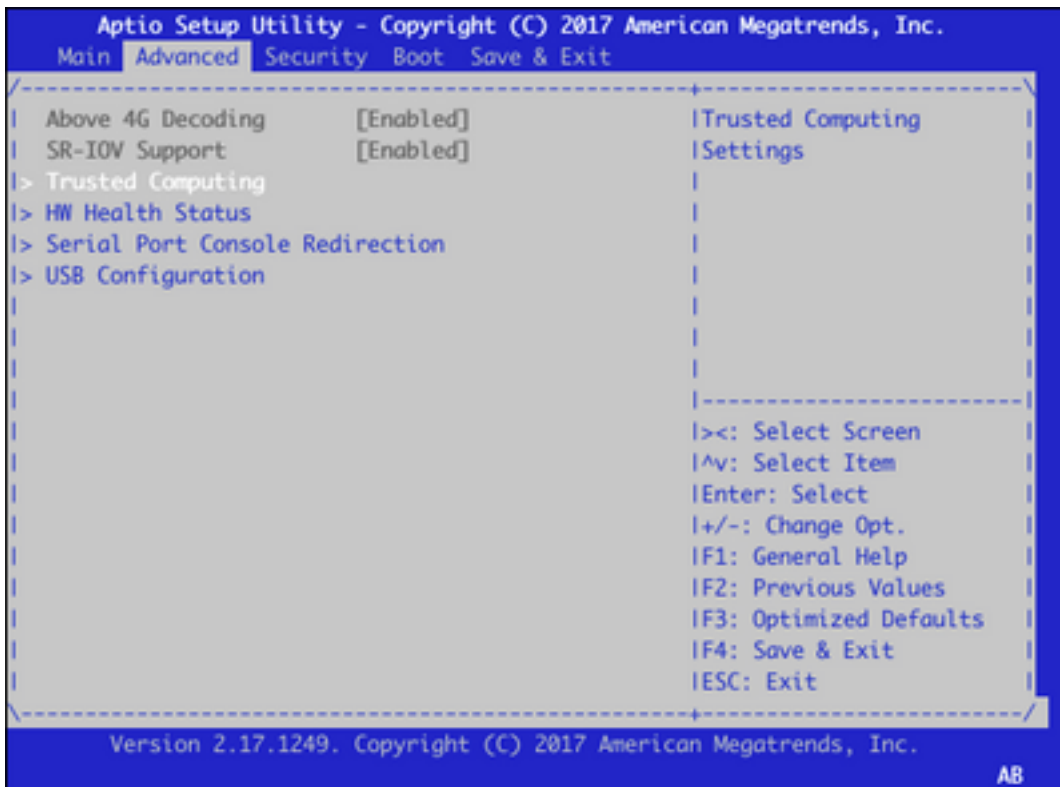 Aptio Setup Utility - Copyright (C) 2017 American Megatrends, Inc.
Main Advanced Security Boot Save & Exit
Above 4G Decoding [Enabled]
SR-IOV Support [Enabled]
> Trusted Computing
> HW Health Status
> Serial Port Console Redirection
> USB Configuration
Trusted Computing
Settings
><: Select Screen
^v: Select Item
Enter: Select
+/-: Change Opt.
F1: General Help
F2: Previous Values
F3: Optimized Defaults
F4: Save & Exit
ESC: Exit
Version 2.17.1249. Copyright (C) 2017 American Megatrends, Inc.
AB